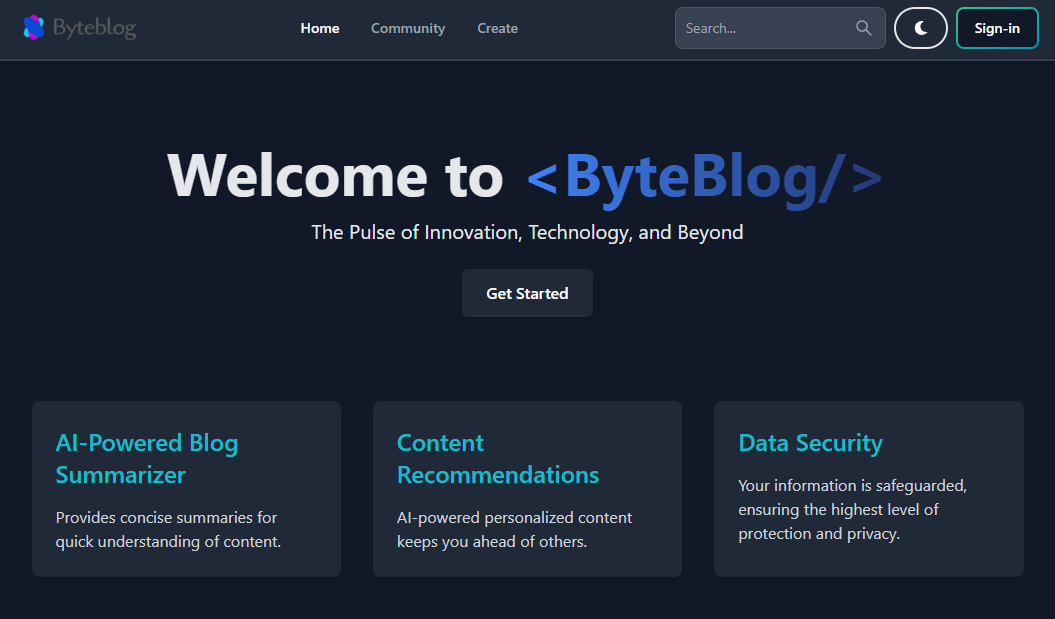 Byteblog
Home
Community
Create
Search...
Sign-in
Welcome to <ByteBlog/>
The Pulse of Innovation, Technology, and Beyond
Get Started
AI-Powered Blog
Summarizer
Provides concise summaries for
quick understanding of content.
Content
Recommendations
AI-powered personalized content
keeps you ahead of others.
Data Security
Your information is safeguarded,
ensuring the highest level of
protection and privacy.